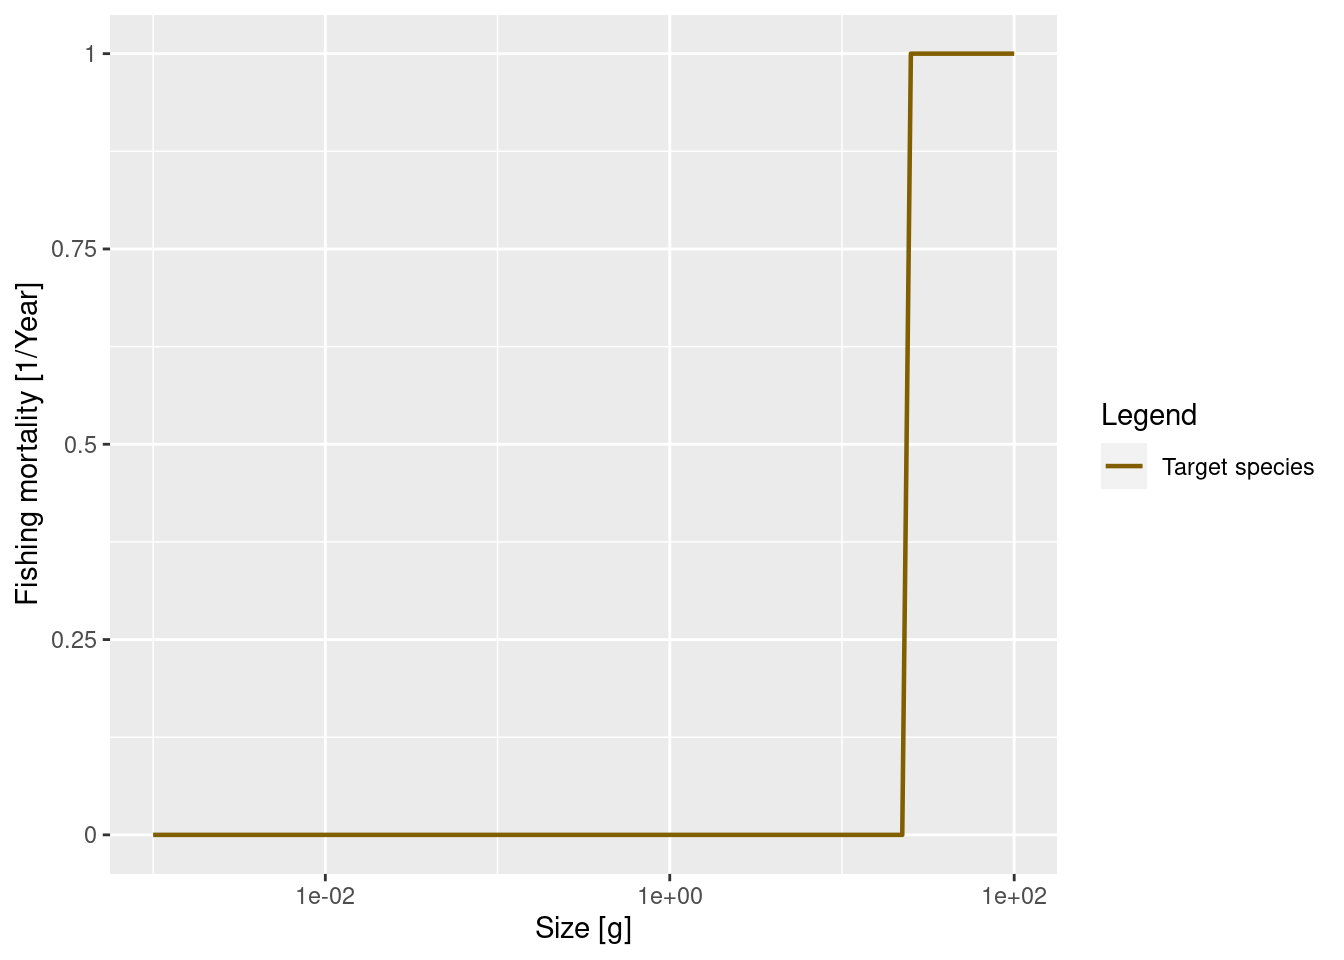 1
0.75
0.5
0.25
0
Fishing mortality [1/Year]
1e-02
1e+00
1e+02
Size [g]
Legend
Target species